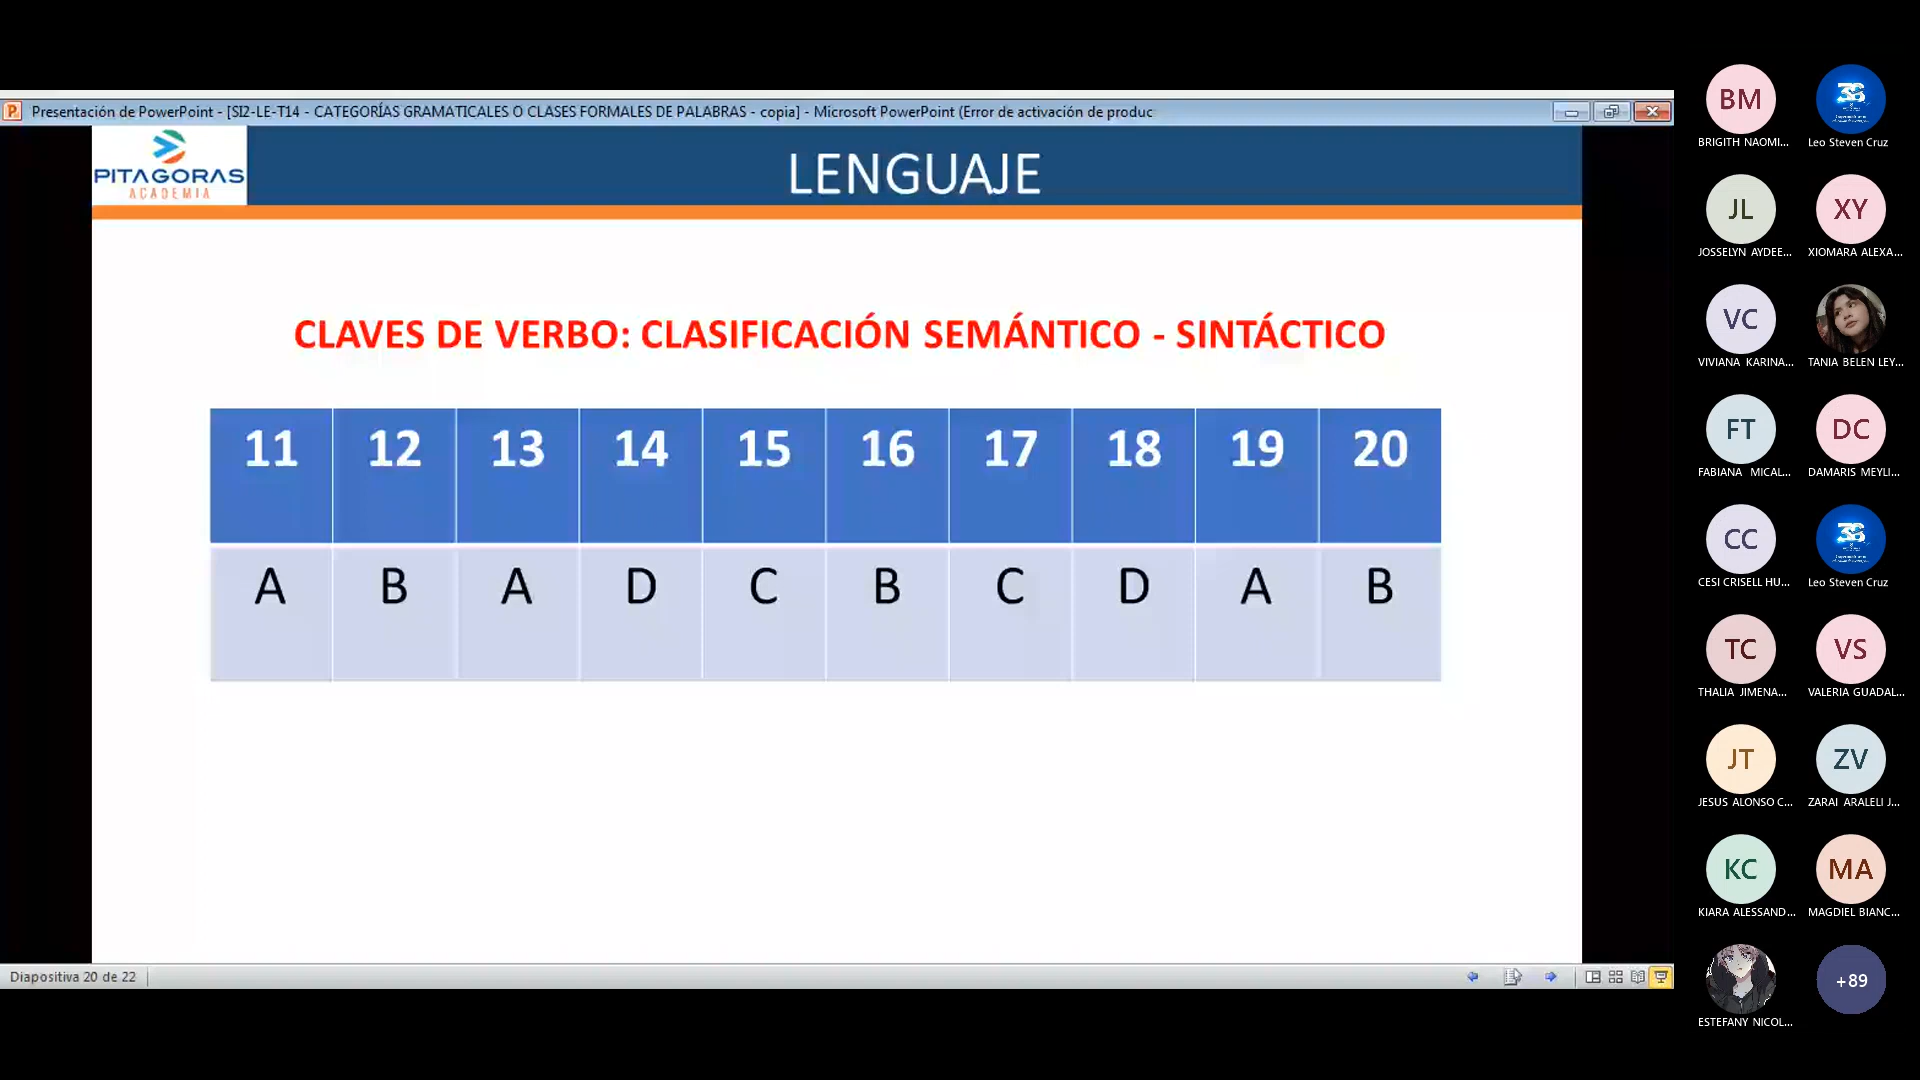 Presentación de PowerPoint - [SI2-LE-T14 - CATEGORÍAS GRAMATICALES O CLASES FORMALES DE PALABRAS - copia] - Microsoft PowerPoint (Error de activación de produc
PITAGORAS
ACADEMIA
LENGUAJE
CLAVES DE VERBO: CLASIFICACIÓN SEMÁNTICO - SINTÁCTICO
11 12 13 14 15 16 17 18 19 20
A B A D C B C D A B
Diapositiva 20 de 22
BM
BRIGITH NAOMI...
Leo Steven Cruz
JL
JOSSELYN AYDEE...
XY
XIOMARA ALEXA...
VC
VIVIANA KARINA...
TANIA BELEN LEY...
FT
FABIANA MICAL...
DC
DAMARIS MEYLI...
CC
CESI CRISELL HU...
Leo Steven Cruz
TC
THALIA JIMENA...
VS
VALERIA GUADAL...
JT
JESUS ALONSO C...
ZV
ZARAI ARALELI J...
KC
KIARA ALESSAND...
MA
MAGDIEL BIANC...
ESTEFANY NICOL...
+89